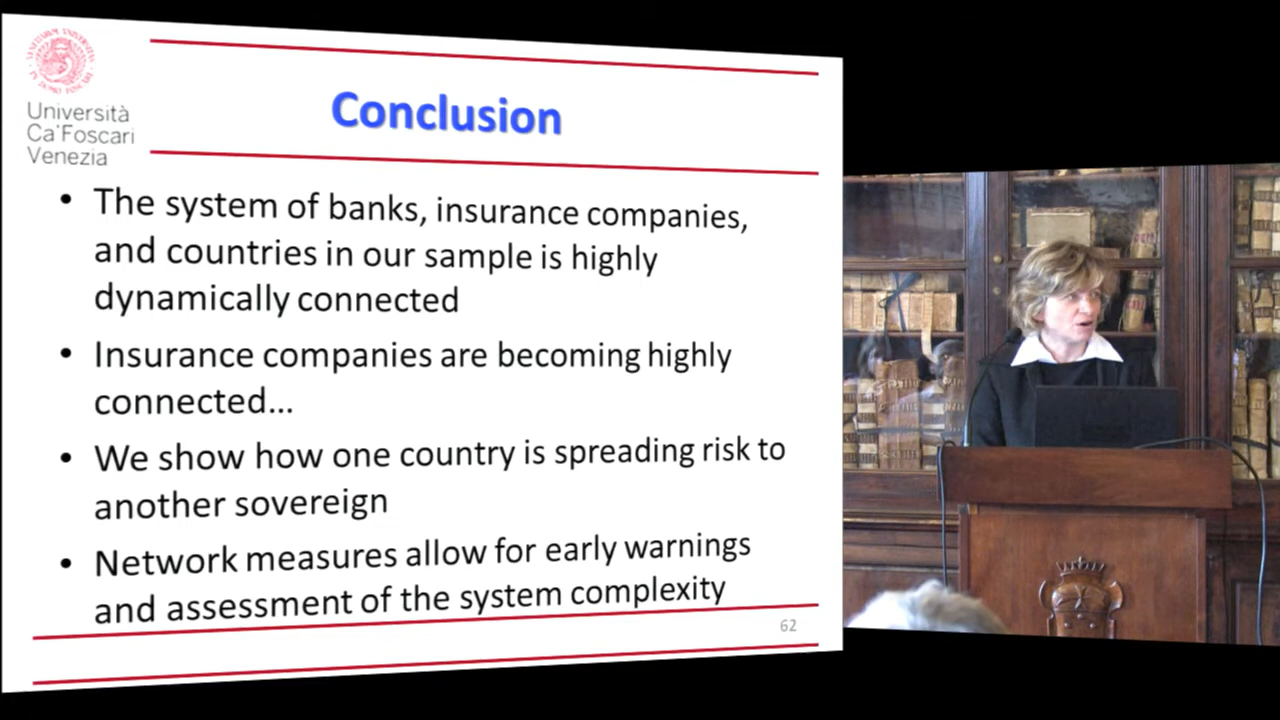 Università
Ca'Foscari
Venezia
Conclusion
• The system of banks, insurance companies,
and countries in our sample is highly
dynamically connected
• Insurance companies are becoming highly
connected...
• We show how one country is spreading risk to
another sovereign
• Network measures allow for early warnings
and assessment of the system complexity
62